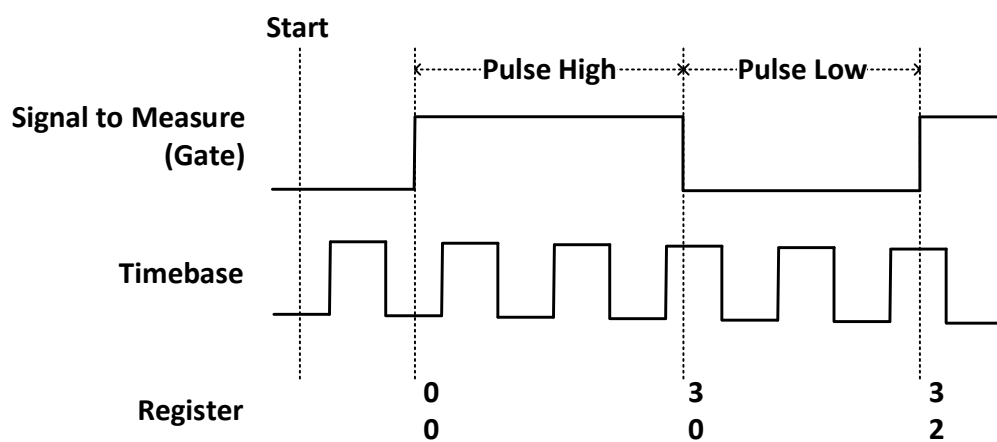 Start
Pulse High
Pulse Low
Signal to Measure
(Gate)
Timebase
Register
0 3 3
0 0 2